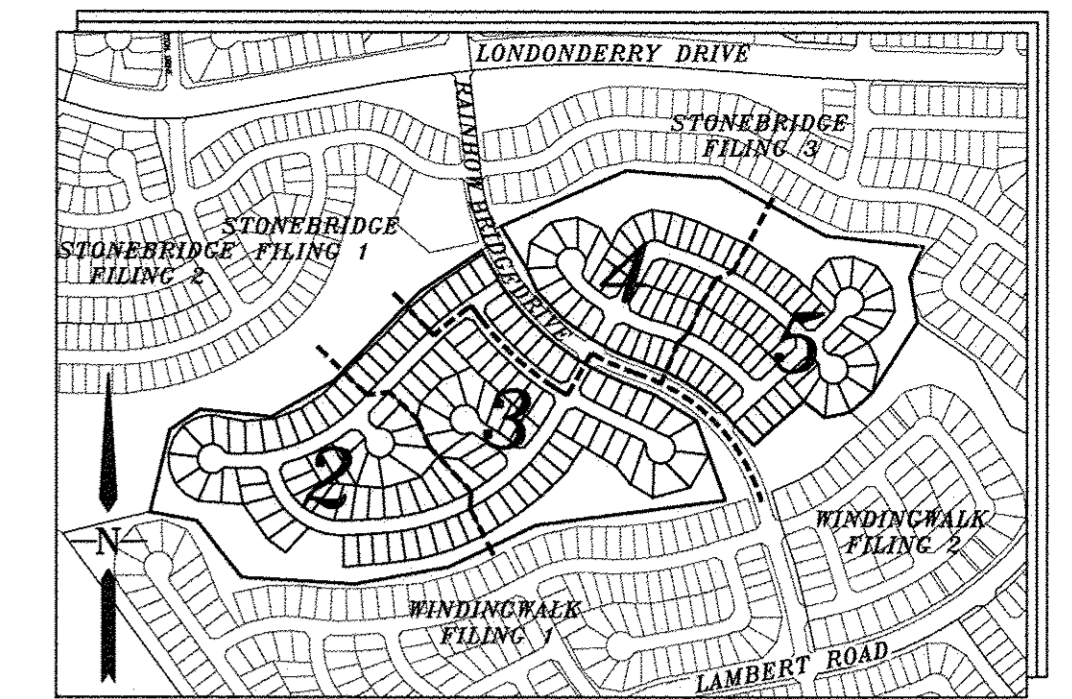 LONDONDERRY DRIVE
RAINBOW BRIDGE DRIVE
STONEBRIDGE
FILING 3
STONEBRIDGE
FILING 1
STONEBRIDGE
FILING 2
4
5
3
2
N
WINDINGWALK
FILING 2
WINDINGWALK
FILING 1
LAMBERT ROAD